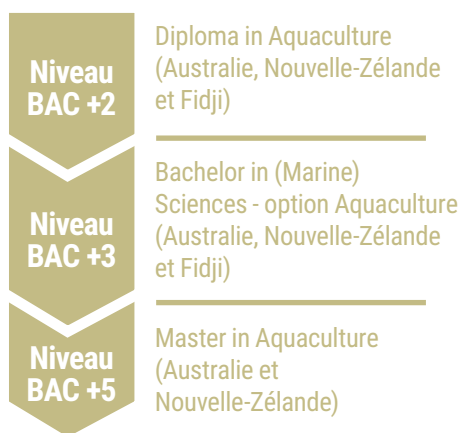 Niveau
BAC +2
Diploma in Aquaculture
(Australie, Nouvelle-Zélande
et Fidji)
Niveau
BAC +3
Bachelor in (Marine)
Sciences - option Aquaculture
(Australie, Nouvelle-Zélande
et Fidji)
Niveau
BAC +5
Master in Aquaculture
(Australie et
Nouvelle-Zélande)